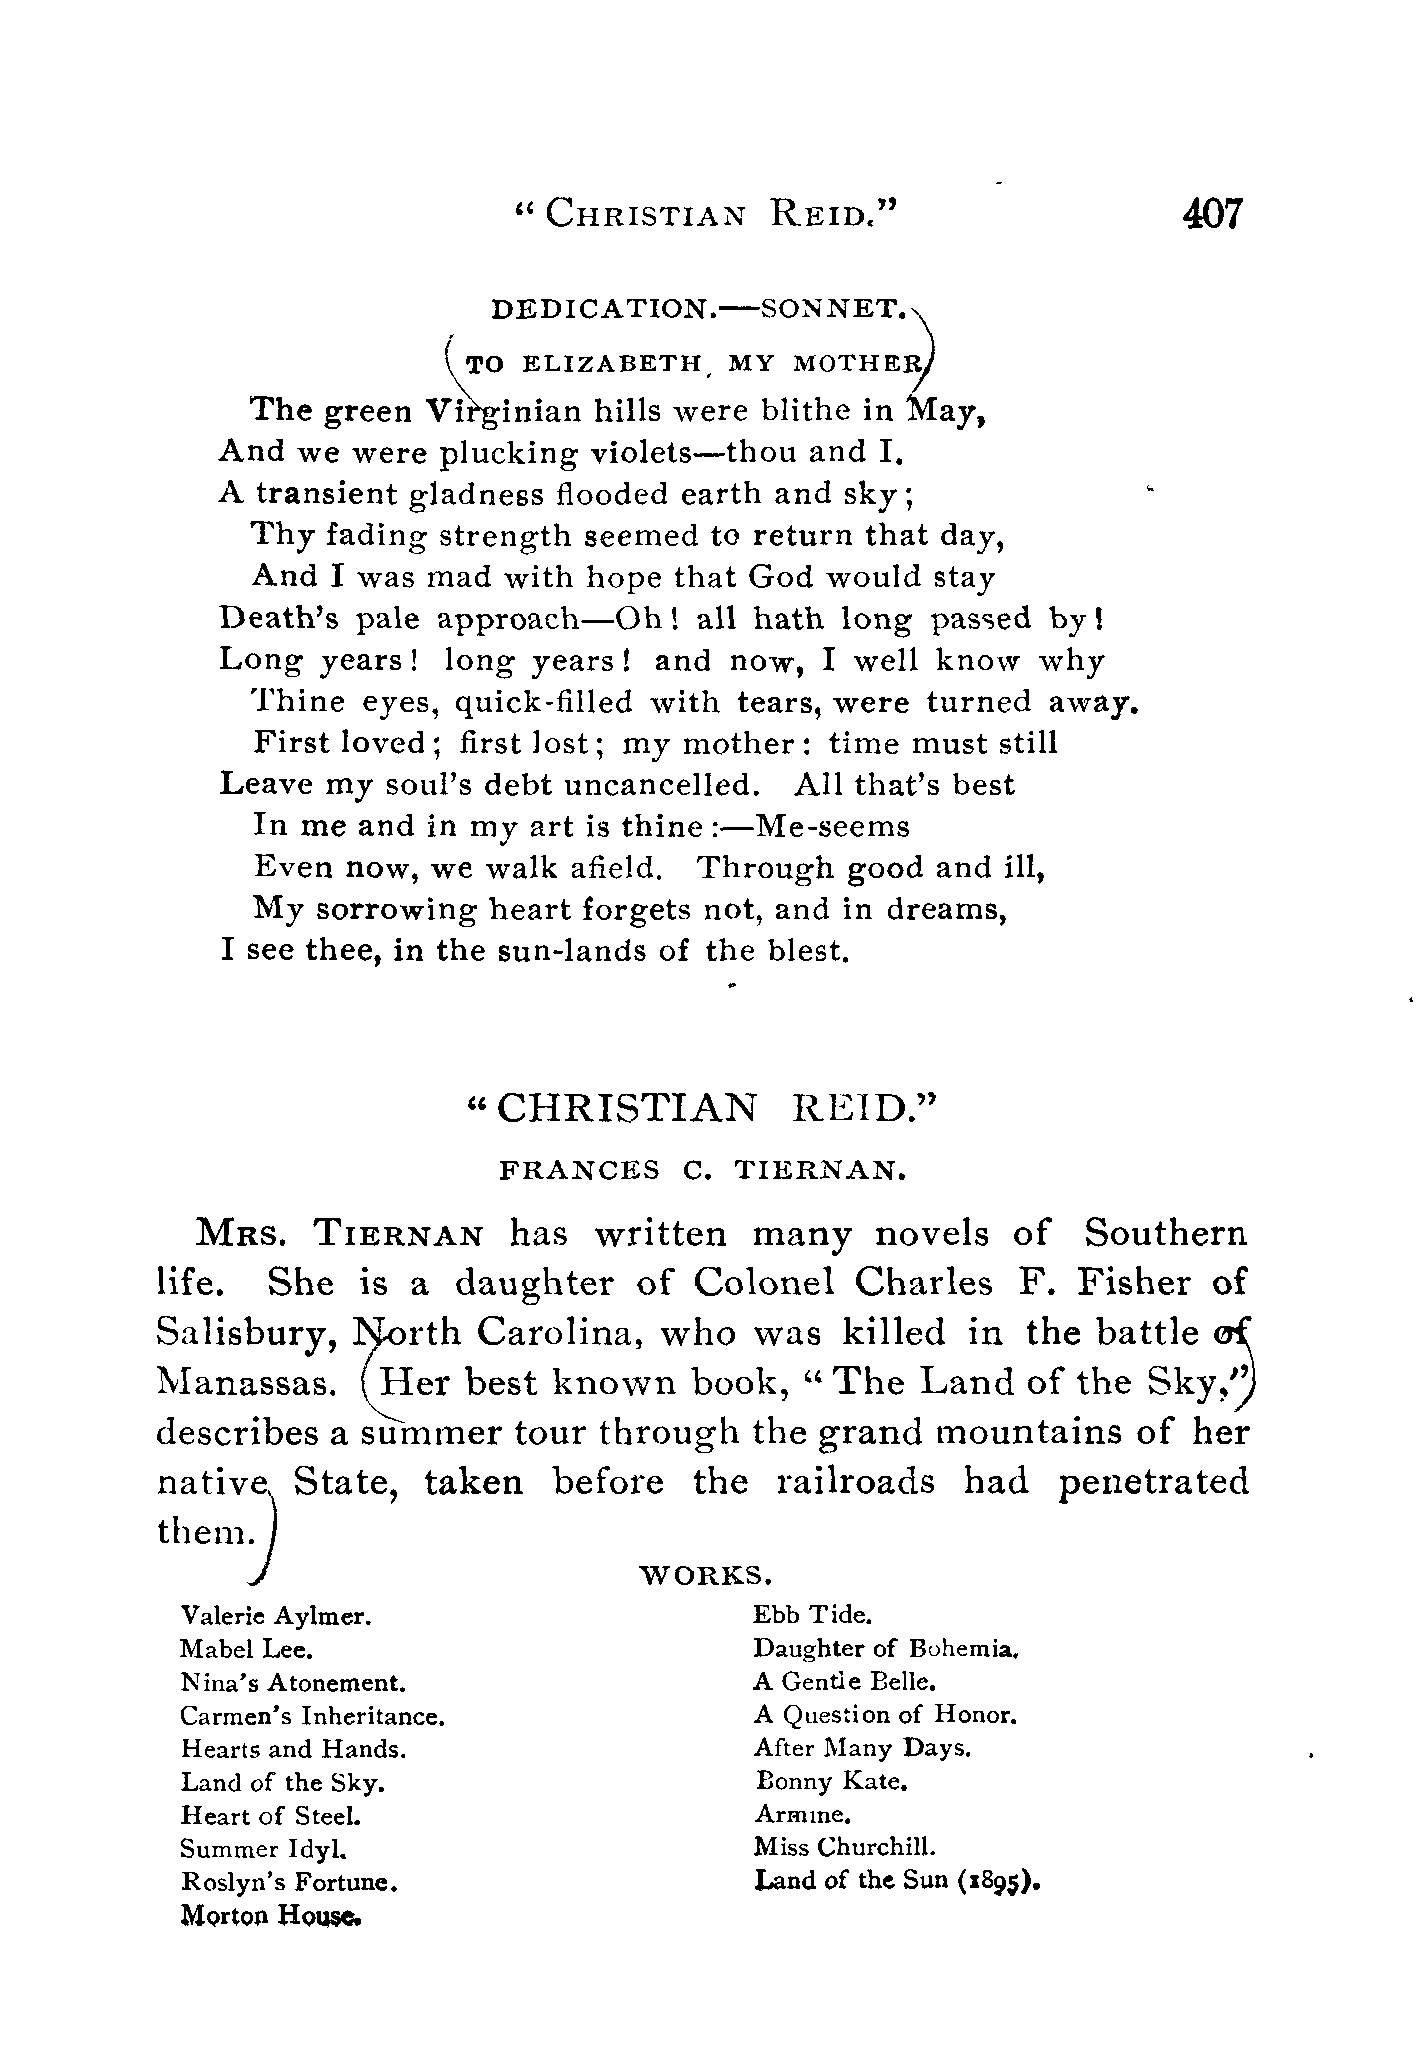 "CHRISTIAN REID." 407
DEDICATION.—SONNET.
TO ELIZABETH, MY MOTHER
The green Virginian hills were blithe in May,
And we were plucking violets—thou and I.
A transient gladness flooded earth and sky;
Thy fading strength seemed to return that day,
And I was mad with hope that God would stay
Death's pale approach—Oh! all hath long passed by!
Long years! long years! and now, I well know why
Thine eyes, quick-filled with tears, were turned away.
First loved; first lost; my mother: time must still
Leave my soul's debt uncancelled. All that's best
In me and in my art is thine:—Me-seems
Even now, we walk afield. Through good and ill,
My sorrowing heart forgets not, and in dreams,
I see thee, in the sun-lands of the blest.
"CHRISTIAN REID."
FRANCES C. TIERNAN.
MRS. TIERNAN has written many novels of Southern
life. She is a daughter of Colonel Charles F. Fisher of
Salisbury, North Carolina, who was killed in the battle of
Manassas. (Her best known book, "The Land of the Sky,")
describes a summer tour through the grand mountains of her
native State, taken before the railroads had penetrated
them.)
WORKS.
Valerie Aylmer. Ebb Tide.
Mabel Lee. Daughter of Bohemia.
Nina's Atonement. A Gentle Belle.
Carmen's Inheritance. A Question of Honor.
Hearts and Hands. After Many Days.
Land of the Sky. Bonny Kate.
Heart of Steel. Armine.
Summer Idyl. Miss Churchill.
Roslyn's Fortune. Land of the Sun (1895).
Morton House.